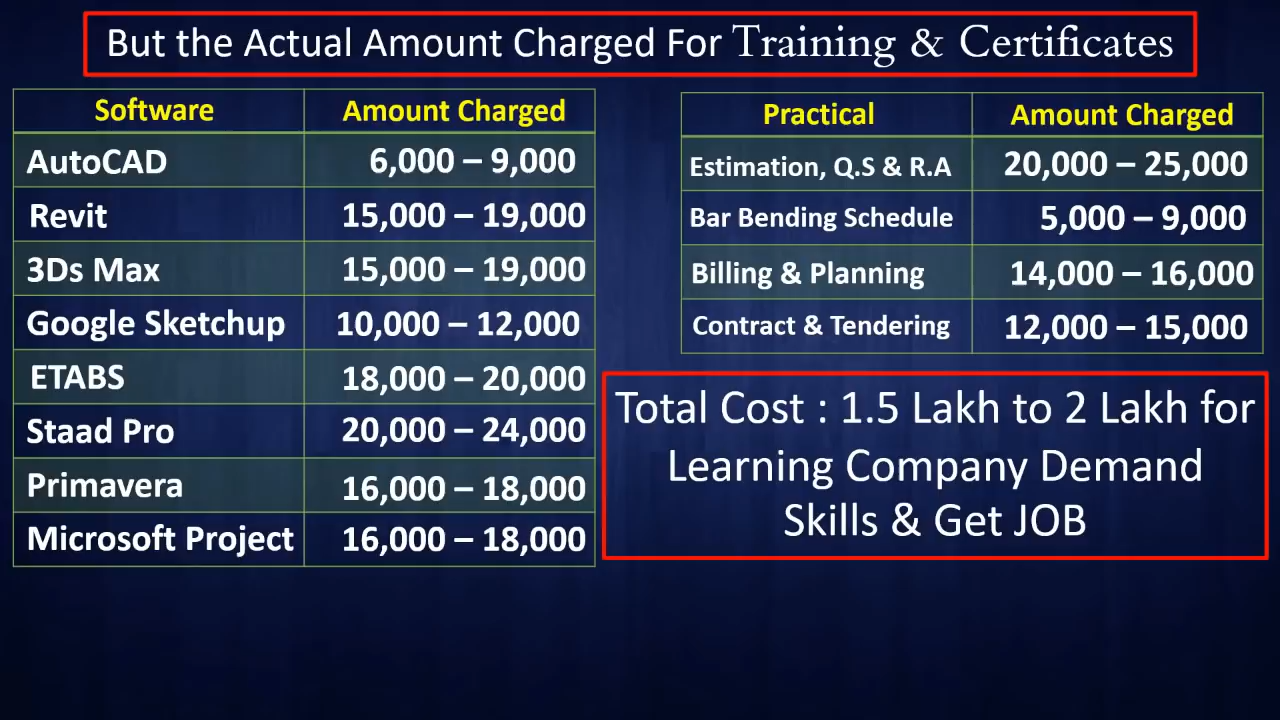 But the Actual Amount Charged For Training & Certificates
Software Amount Charged
AutoCAD 6,000 – 9,000
Revit 15,000 – 19,000
3Ds Max 15,000 – 19,000
Google Sketchup 10,000 – 12,000
ETABS 18,000 – 20,000
Staad Pro 20,000 – 24,000
Primavera 16,000 – 18,000
Microsoft Project 16,000 – 18,000
Practical Amount Charged
Estimation, Q.S & R.A 20,000 – 25,000
Bar Bending Schedule 5,000 – 9,000
Billing & Planning 14,000 – 16,000
Contract & Tendering 12,000 – 15,000
Total Cost : 1.5 Lakh to 2 Lakh for
Learning Company Demand
Skills & Get JOB